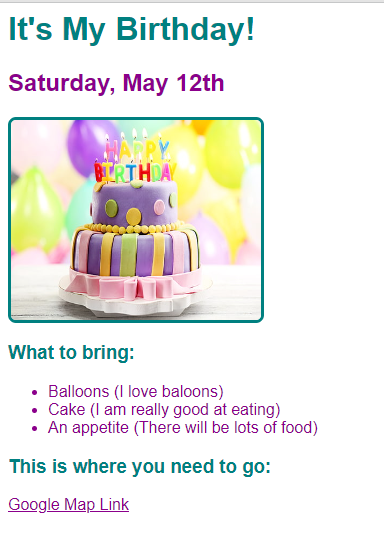 It's My Birthday!
Saturday, May 12th
HAPPY
BIRTHDAY
What to bring:
Balloons (I love baloons)
Cake (I am really good at eating)
An appetite (There will be lots of food)
This is where you need to go:
Google Map Link